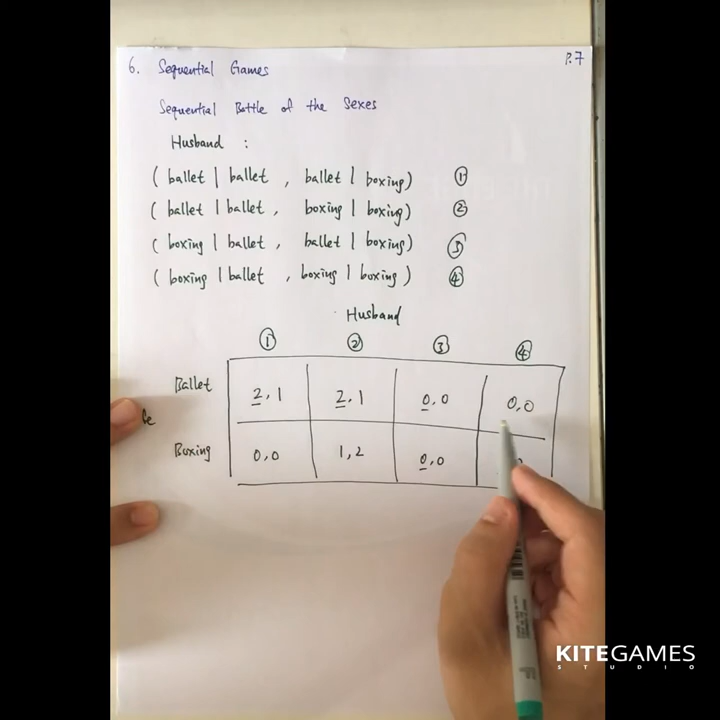 6. Sequential Games
P.7
Sequential Battle of the Sexes
Husband :
( ballet | ballet , ballet | boxing) ①
( ballet | ballet , boxing | boxing) ②
( boxing | ballet , ballet | boxing) ③
( boxing | ballet , boxing | boxing ) ④
Husband
① ② ③ ④
Ballet 2,1 2,1 0,0 0,0
Boxing 0,0 1,2 0,0
KITEGAMES
STUDIO